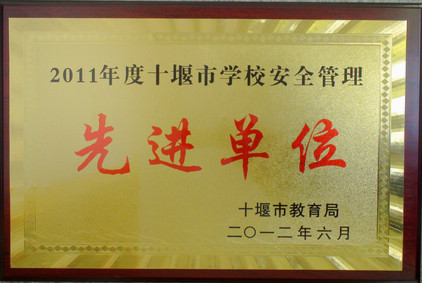 2011年度十堰市学校安全管理
先进单位
十堰市教育局
二〇一二年六月